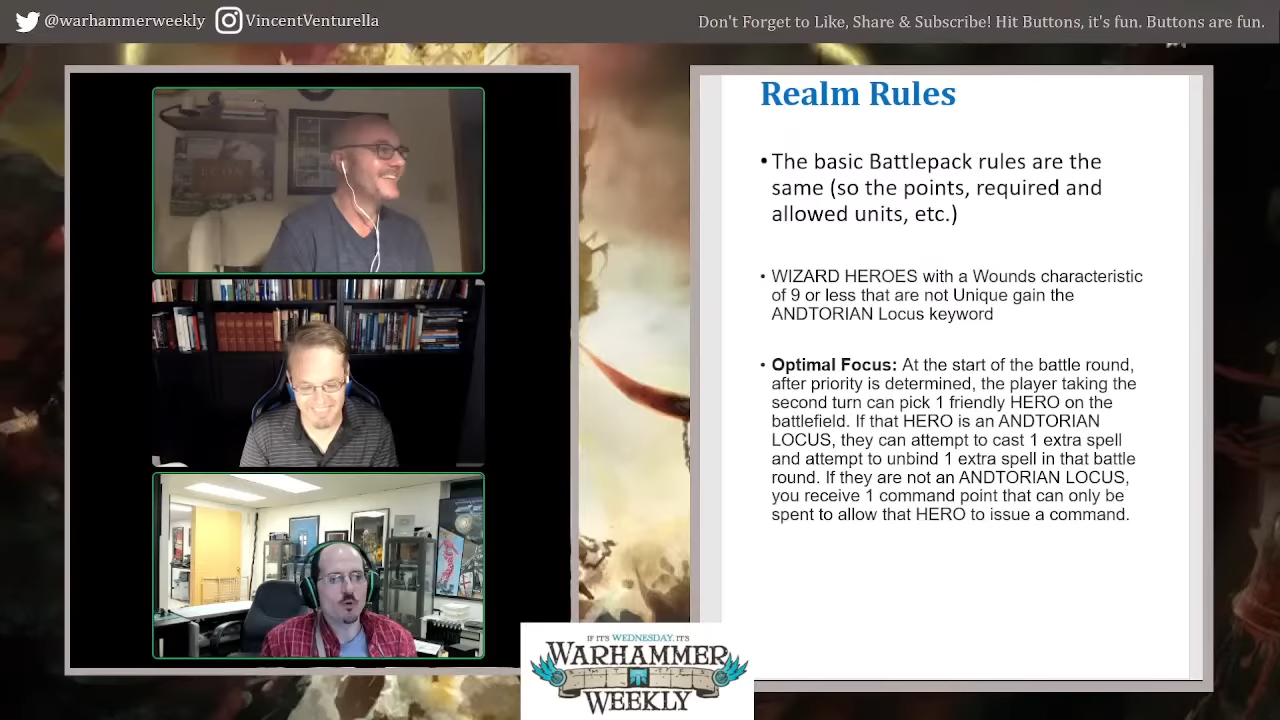 @warhammerweekly VincentVenturella
Don't Forget to Like, Share & Subscribe! Hit Buttons, it's fun. Buttons are fun.
Realm Rules
• The basic Battlepack rules are the
same (so the points, required and
allowed units, etc.)
• WIZARD HEROES with a Wounds characteristic
of 9 or less that are not Unique gain the
ANDTORIAN Locus keyword
• Optimal Focus: At the start of the battle round,
after priority is determined, the player taking the
second turn can pick 1 friendly HERO on the
battlefield. If that HERO is an ANDTORIAN
LOCUS, they can attempt to cast 1 extra spell
and attempt to unbind 1 extra spell in that battle
round. If they are not an ANDTORIAN LOCUS,
you receive 1 command point that can only be
spent to allow that HERO to issue a command.
IF IT'S WEDNESDAY, IT'S
WARHAMMER
WEEKLY